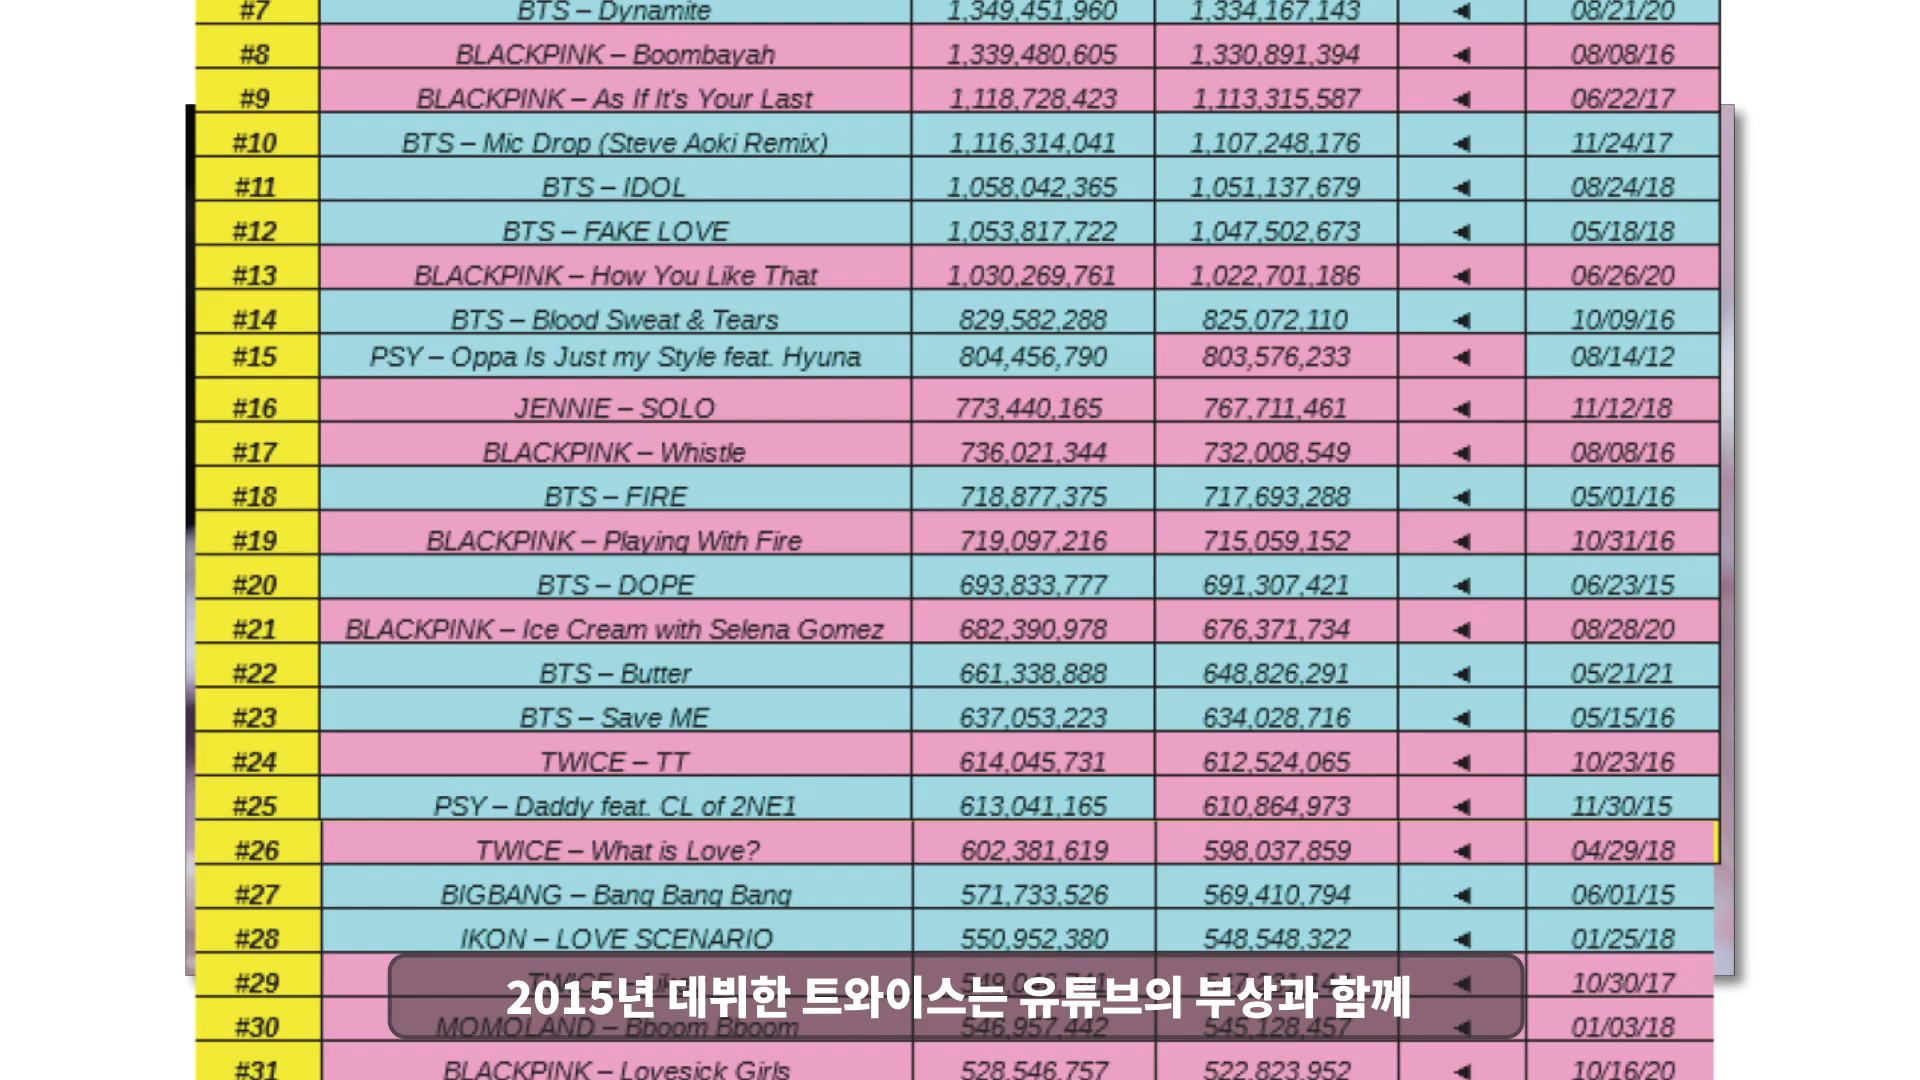 #7 BTS – Dynamite 1,349,451,960 1,334,167,143 ◄ 08/21/20
#8 BLACKPINK – Boombayah 1,339,480,605 1,330,891,394 ◄ 08/08/16
#9 BLACKPINK – As If It's Your Last 1,118,728,423 1,113,315,587 ◄ 06/22/17
#10 BTS – Mic Drop (Steve Aoki Remix) 1,116,314,041 1,107,248,176 ◄ 11/24/17
#11 BTS – IDOL 1,058,042,365 1,051,137,679 ◄ 08/24/18
#12 BTS – FAKE LOVE 1,053,817,722 1,047,502,673 ◄ 05/18/18
#13 BLACKPINK – How You Like That 1,030,269,761 1,022,701,186 ◄ 06/26/20
#14 BTS – Blood Sweat & Tears 829,582,288 825,072,110 ◄ 10/09/16
#15 PSY – Oppa Is Just my Style feat. Hyuna 804,456,790 803,576,233 ◄ 08/14/12
#16 JENNIE – SOLO 773,440,165 767,711,461 ◄ 11/12/18
#17 BLACKPINK – Whistle 736,021,344 732,008,549 ◄ 08/08/16
#18 BTS – FIRE 718,877,375 717,693,288 ◄ 05/01/16
#19 BLACKPINK – Playing With Fire 719,097,216 715,059,152 ◄ 10/31/16
#20 BTS – DOPE 693,833,777 691,307,421 ◄ 06/23/15
#21 BLACKPINK – Ice Cream with Selena Gomez 682,390,978 676,371,734 ◄ 08/28/20
#22 BTS – Butter 661,338,888 648,826,291 ◄ 05/21/21
#23 BTS – Save ME 637,053,223 634,028,716 ◄ 05/15/16
#24 TWICE – TT 614,045,731 612,524,065 ◄ 10/23/16
#25 PSY – Daddy feat. CL of 2NE1 613,041,165 610,864,973 ◄ 11/30/15
#26 TWICE – What is Love? 602,381,619 598,037,859 ◄ 04/29/18
#27 BIGBANG – Bang Bang Bang 571,733,526 569,410,794 ◄ 06/01/15
#28 IKON – LOVE SCENARIO 550,952,380 548,548,322 ◄ 01/25/18
#29 TWICE – ◄ 10/30/17
2015년 데뷔한 트와이스는 유튜브의 부상과 함께
#30 MOMOLAND – Bboom Bboom 546,957,442 545,128,457 ◄ 01/03/18
#31 BLACKPINK – Lovesick Girls 528,546,757 522,823,952 ◄ 10/16/20